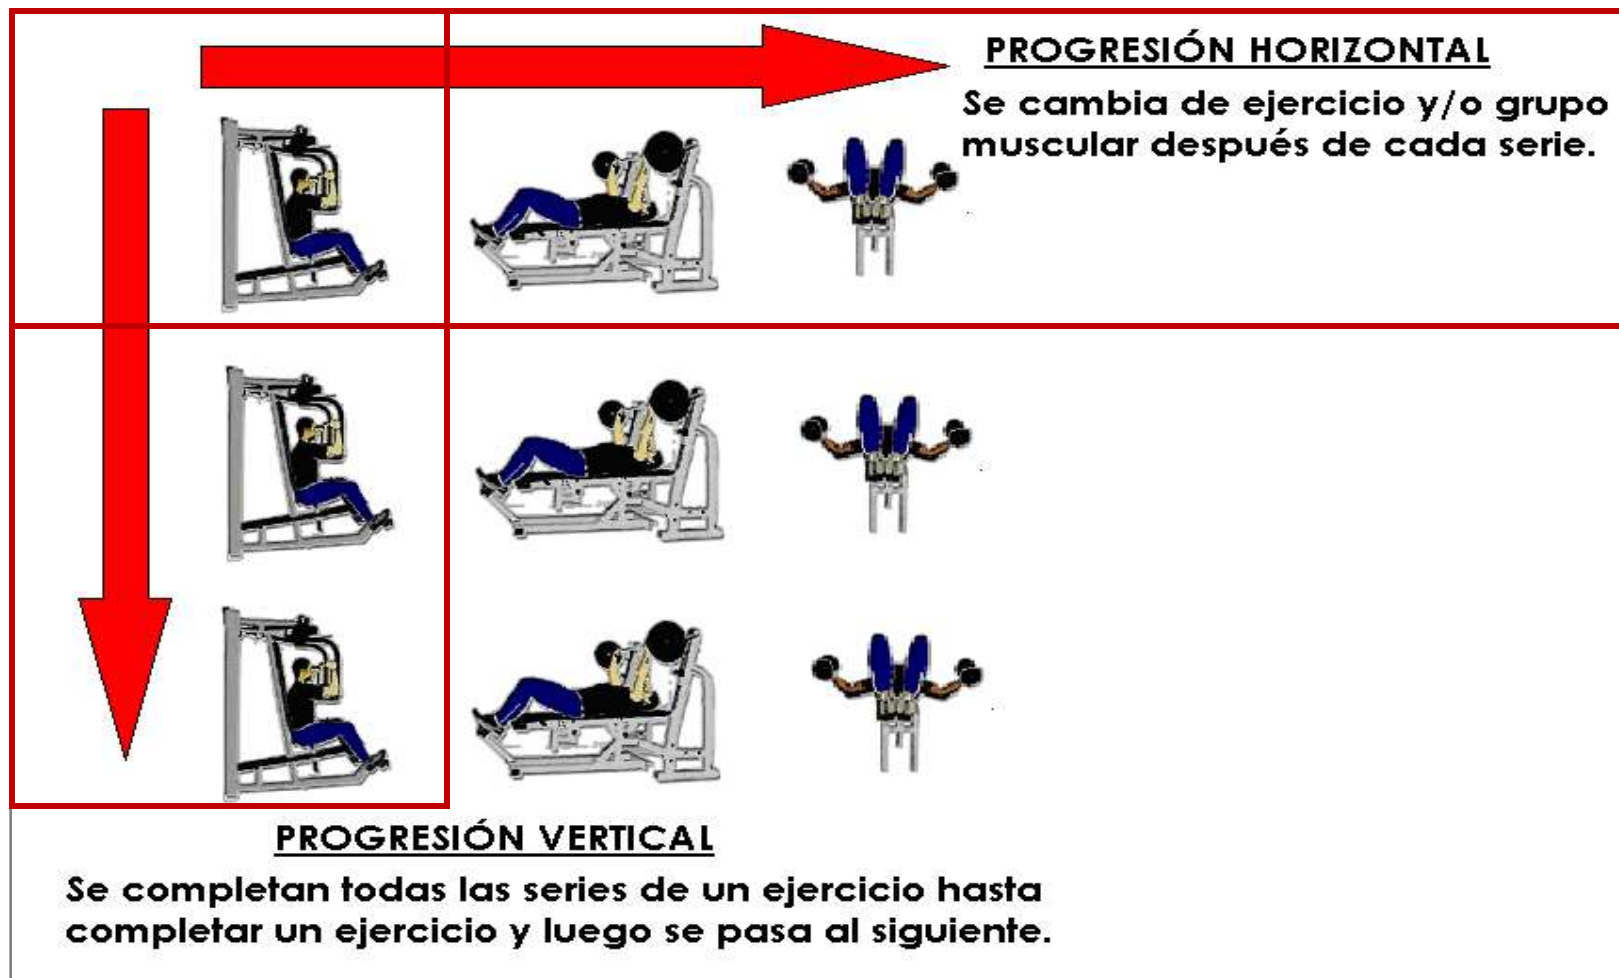 PROGRESIÓN HORIZONTAL
Se cambia de ejercicio y/o grupo
muscular después de cada serie.
PROGRESIÓN VERTICAL
Se completan todas las series de un ejercicio hasta
completar un ejercicio y luego se pasa al siguiente.